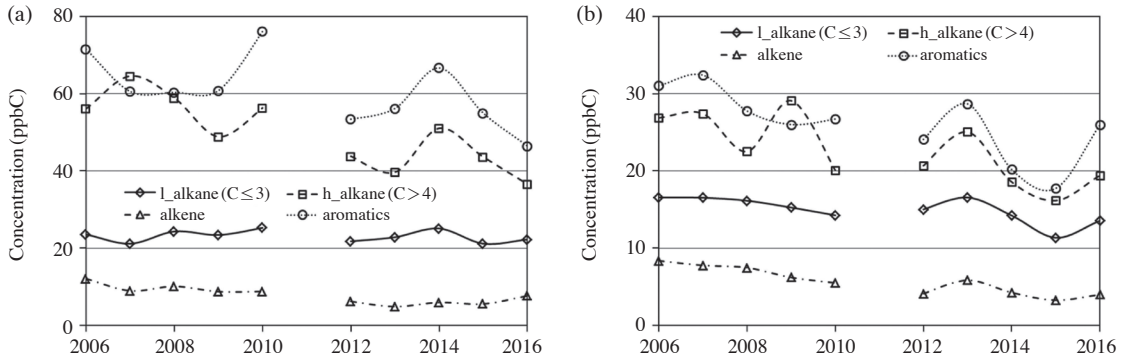 (a)
80
60
40
20
0
Concentration (ppbC)
l_alkane (C≤3)
h_alkane (C>4)
alkene
aromatics
2006 2008 2010 2012 2014 2016
(b)
40
30
20
10
0
Concentration (ppbC)
l_alkane (C≤3)
h_alkane (C>4)
alkene
aromatics
2006 2008 2010 2012 2014 2016